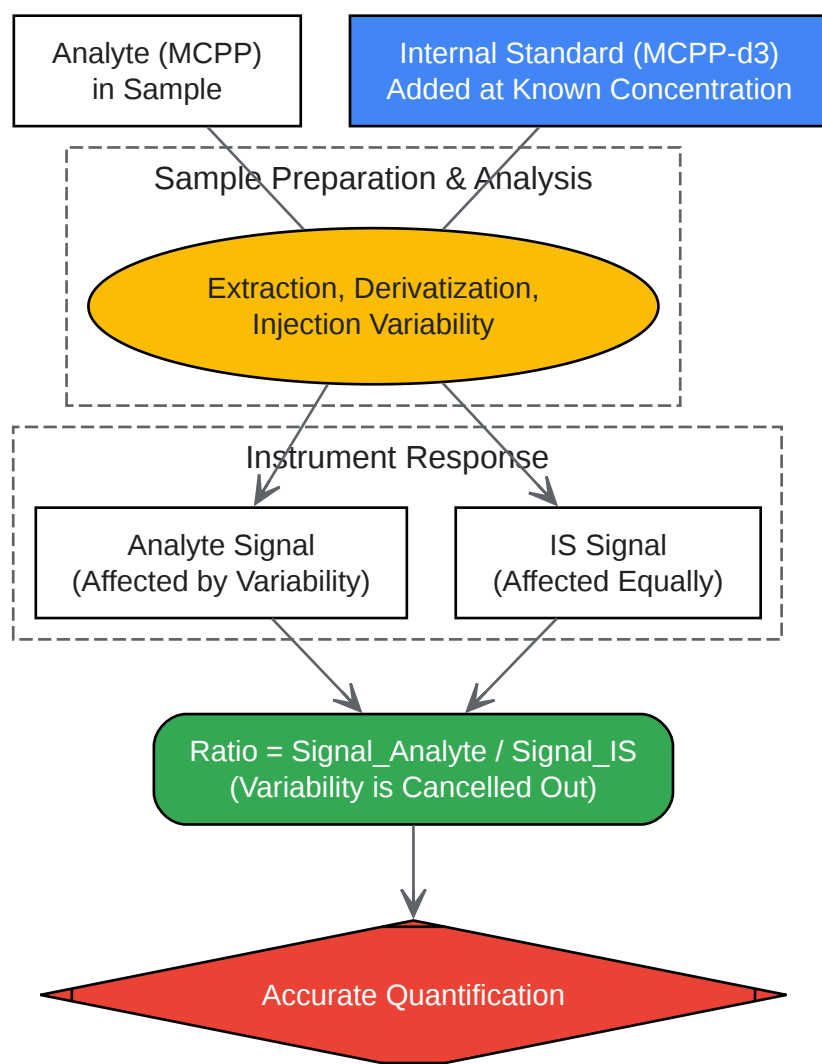 Analyte (MCPP)
in Sample
Internal Standard (MCPP-d3)
Added at Known Concentration
Sample Preparation & Analysis
Extraction, Derivatization,
Injection Variability
Instrument Response
Analyte Signal
(Affected by Variability)
IS Signal
(Affected Equally)
Ratio = Signal_Analyte / Signal_IS
(Variability is Cancelled Out)
Accurate Quantification